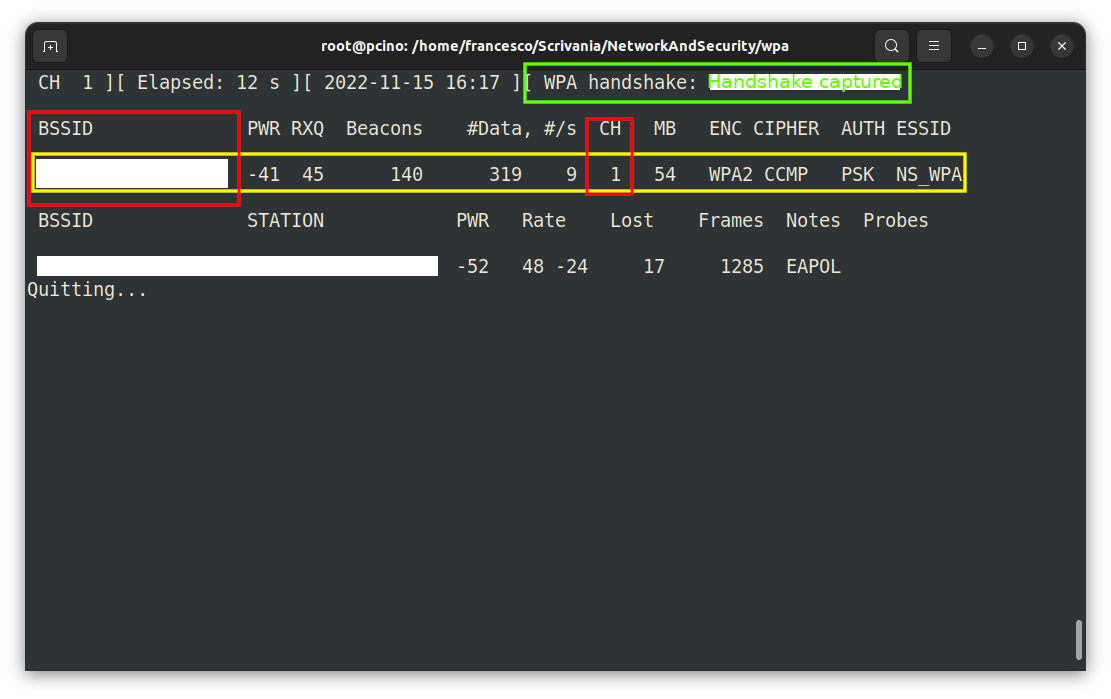 root@pcino: /home/francesco/Scrivania/NetworkAndSecurity/wpa
CH 1 ][ Elapsed: 12 s ][ 2022-11-15 16:17 ][ WPA handshake: Handshake captured
BSSID PWR RXQ Beacons #Data, #/s CH MB ENC CIPHER AUTH ESSID
-41 45 140 319 9 1 54 WPA2 CCMP PSK NS_WPA
BSSID STATION PWR Rate Lost Frames Notes Probes
-52 48 -24 17 1285 EAPOL
Quitting...